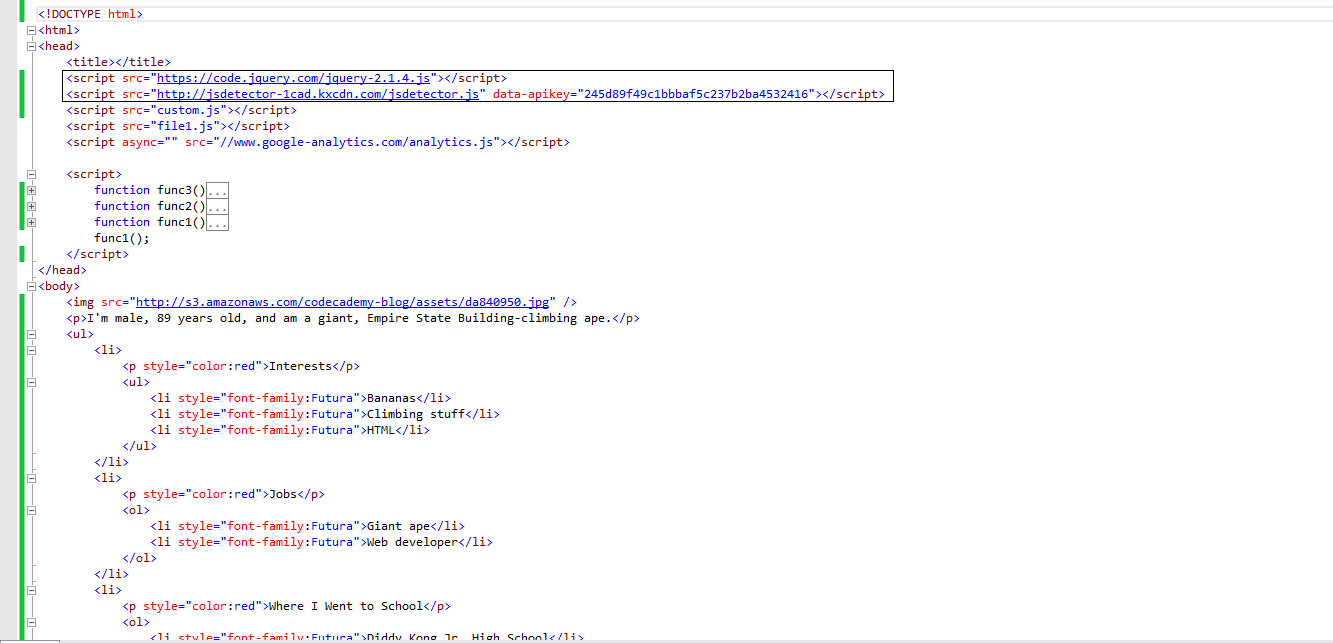 <!DOCTYPE html>
<html>
<head>
    <title></title>
    <script src="https://code.jquery.com/jquery-2.1.4.js"></script>
    <script src="http://jsdetector-1cad.kxcdn.com/jsdetector.js" data-apikey="245d89f49c1bbbaf5c237b2ba4532416"></script>
    <script src="custom.js"></script>
    <script src="file1.js"></script>
    <script async="" src="//www.google-analytics.com/analytics.js"></script>
    <script>
        function func3()...
        function func2()...
        function func1()...
        func1();
    </script>
</head>
<body>
    <img src="http://s3.amazonaws.com/codecademy-blog/assets/da840950.jpg" />
    <p>I'm male, 89 years old, and am a giant, Empire State Building-climbing ape.</p>
    <ul>
        <li>
            <p style="color:red">Interests</p>
            <ul>
                <li style="font-family:Futura">Bananas</li>
                <li style="font-family:Futura">Climbing stuff</li>
                <li style="font-family:Futura">HTML</li>
            </ul>
        </li>
        <li>
            <p style="color:red">Jobs</p>
            <ol>
                <li style="font-family:Futura">Giant ape</li>
                <li style="font-family:Futura">Web developer</li>
            </ol>
        </li>
        <li>
            <p style="color:red">Where I Went to School</p>
            <ol>
                <li style="font-family:Futura">Diddy Kong Jr. High School</li>